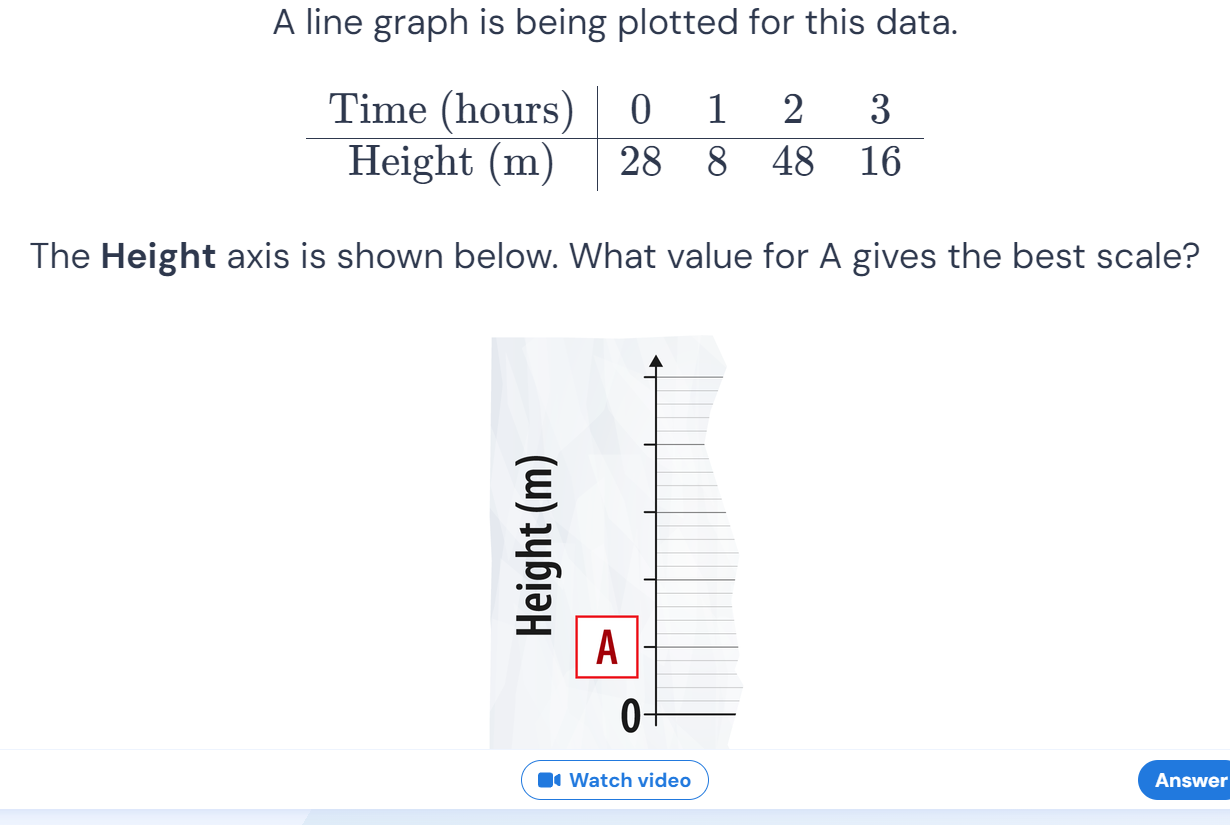 A line graph is being plotted for this data.
Time (hours) 0 1 2 3
Height (m) 28 8 48 16
The Height axis is shown below. What value for A gives the best scale?
Height (m)
A
0
Watch video
Answer